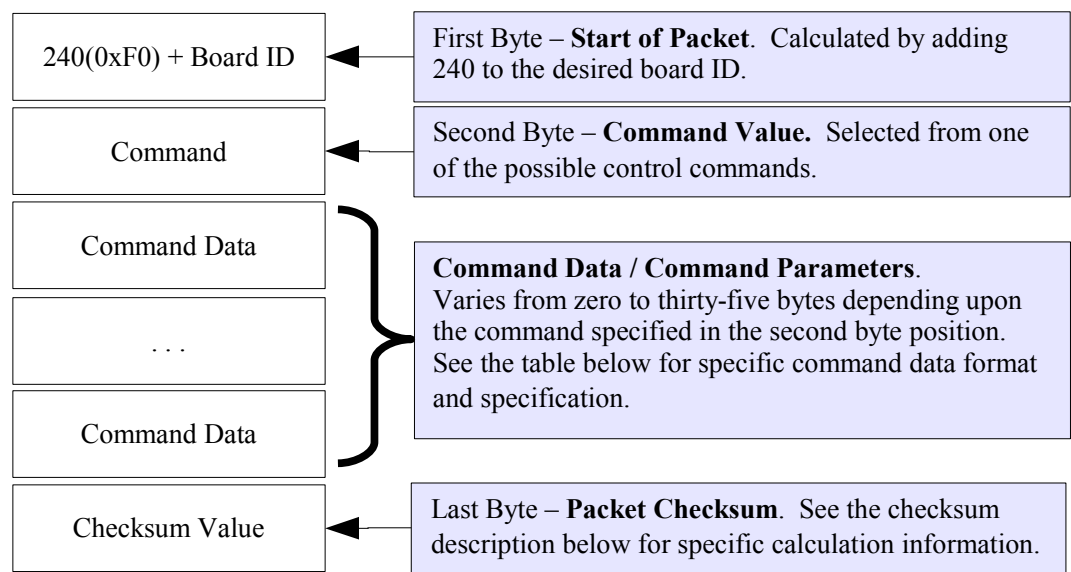 240(0xF0) + Board ID
First Byte – Start of Packet. Calculated by adding
240 to the desired board ID.
Command
Second Byte – Command Value. Selected from one
of the possible control commands.
Command Data
. . .
Command Data
Command Data / Command Parameters.
Varies from zero to thirty-five bytes depending upon
the command specified in the second byte position.
See the table below for specific command data format
and specification.
Checksum Value
Last Byte – Packet Checksum. See the checksum
description below for specific calculation information.